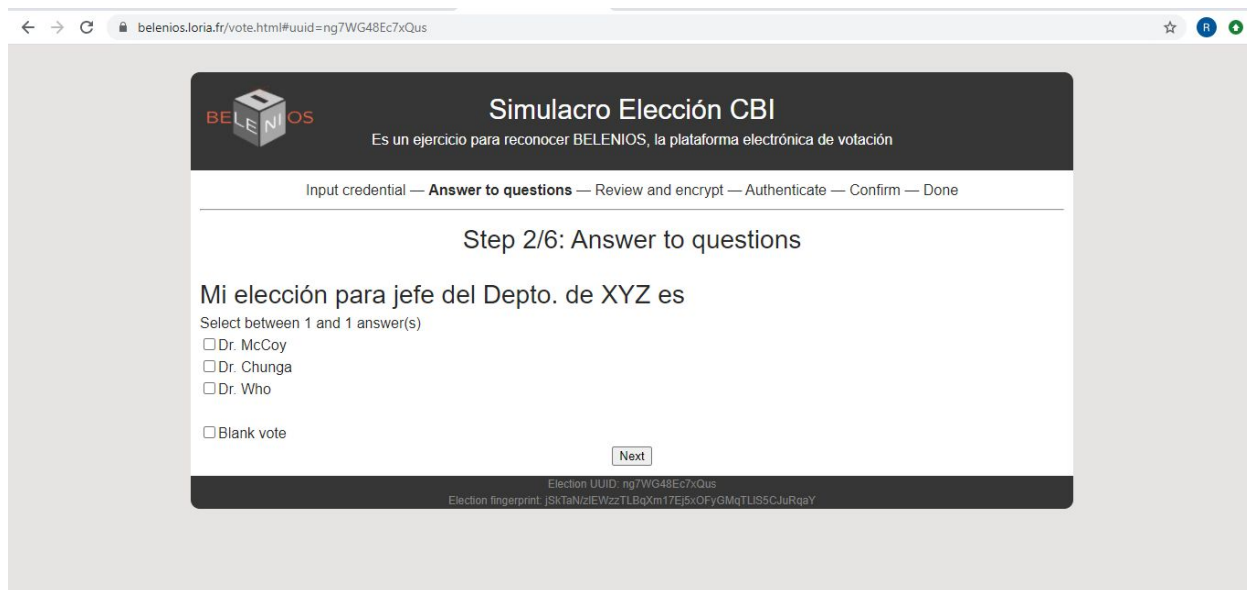 belenios.loria.fr/vote.html#uuid=ng7WG48Ec7xQus
R
BELENIOS
Simulacro Elección CBI
Es un ejercicio para reconocer BELENIOS, la plataforma electrónica de votación
Input credential — Answer to questions — Review and encrypt — Authenticate — Confirm — Done
Step 2/6: Answer to questions
Mi elección para jefe del Depto. de XYZ es
Select between 1 and 1 answer(s)
Dr. McCoy
Dr. Chunga
Dr. Who
Blank vote
Next
Election UUID: ng7WG48Ec7xQus
Election fingerprint: